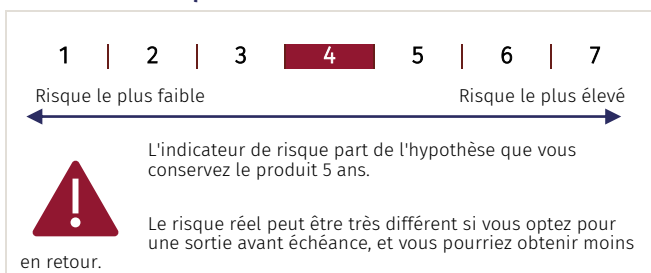 1 | 2 | 3 | 4 | 5 | 6 | 7
Risque le plus faible Risque le plus élevé
L'indicateur de risque part de l'hypothèse que vous
conservez le produit 5 ans.
Le risque réel peut être très différent si vous optez pour
une sortie avant échéance, et vous pourriez obtenir moins
en retour.